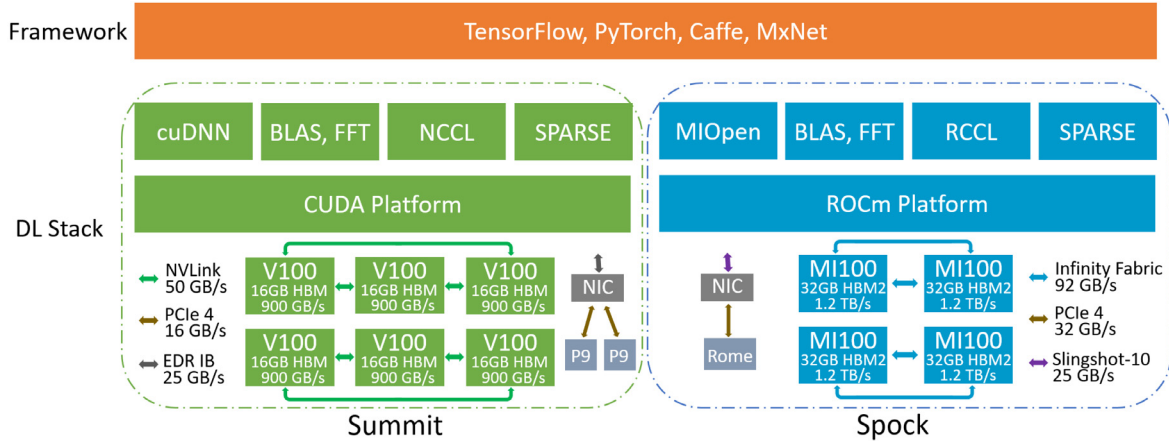 Framework
TensorFlow, PyTorch, Caffe, MxNet
DL Stack
cuDNN
BLAS, FFT
NCCL
SPARSE
CUDA Platform
NVLink
50 GB/s
PCIe 4
16 GB/s
EDR IB
25 GB/s
V100
16GB HBM
900 GB/s
V100
16GB HBM
900 GB/s
V100
16GB HBM
900 GB/s
V100
16GB HBM
900 GB/s
V100
16GB HBM
900 GB/s
V100
16GB HBM
900 GB/s
NIC
P9
P9
Summit
MIOpen
BLAS, FFT
RCCL
SPARSE
ROCm Platform
NIC
Rome
MI100
32GB HBM2
1.2 TB/s
MI100
32GB HBM2
1.2 TB/s
MI100
32GB HBM2
1.2 TB/s
MI100
32GB HBM2
1.2 TB/s
Infinity Fabric
92 GB/s
PCIe 4
32 GB/s
Slingshot-10
25 GB/s
Spock